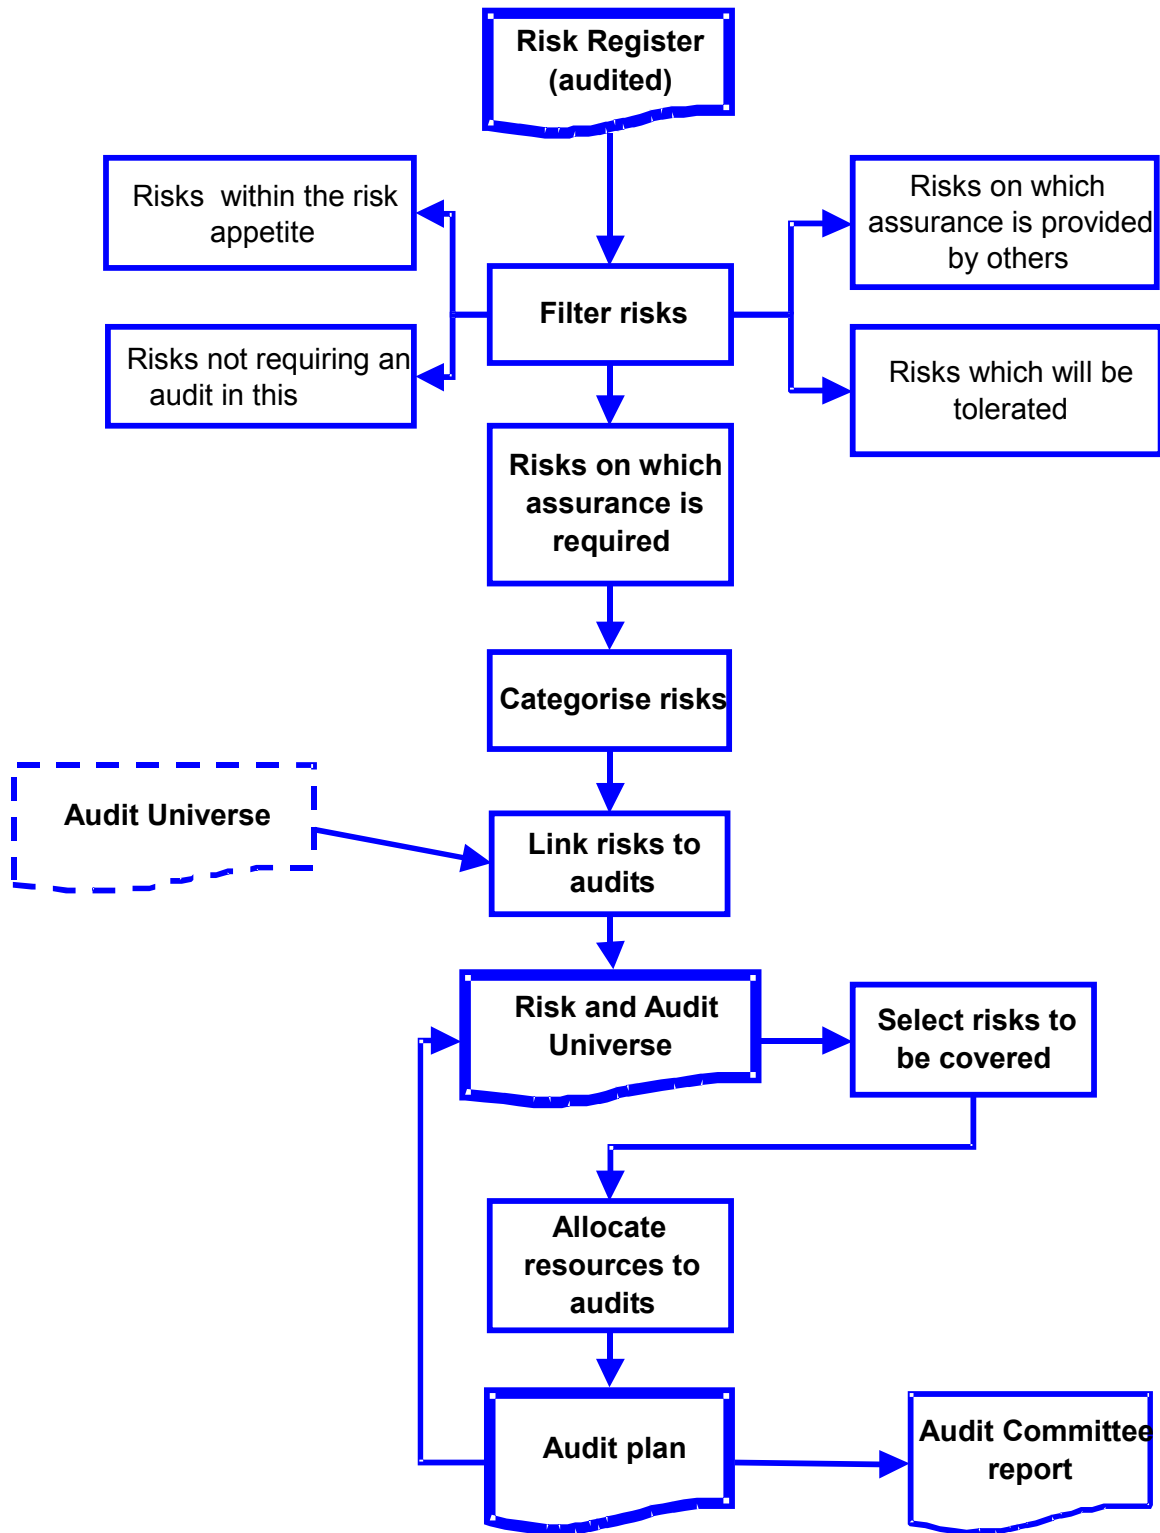 Risk Register
(audited)
Risks within the risk
appetite
Risks on which
assurance is provided
by others
Filter risks
Risks not requiring an
audit in this
Risks which will be
tolerated
Risks on which
assurance is
required
Categorise risks
Audit Universe
Link risks to
audits
Risk and Audit
Universe
Select risks to
be covered
Allocate
resources to
audits
Audit plan
Audit Committee
report